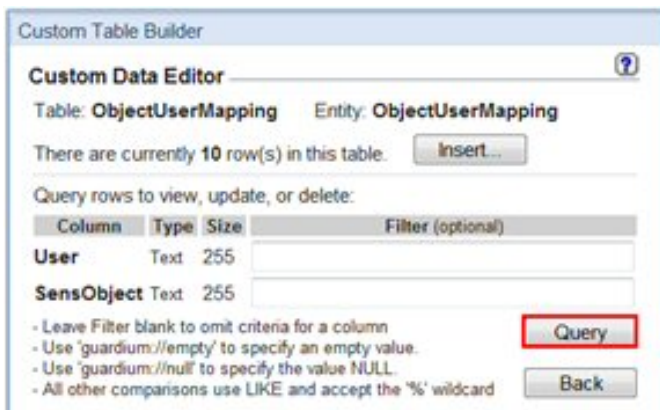 Custom Table Builder
Custom Data Editor
Table: ObjectUserMapping Entity: ObjectUserMapping
There are currently 10 row(s) in this table. Insert...
Query rows to view, update, or delete:
Column Type Size Filter (optional)
User Text 255
SensObject Text 255
- Leave Filter blank to omit criteria for a column
- Use 'guardium://empty' to specify an empty value.
- Use 'guardium://null' to specify the value NULL.
- All other comparisons use LIKE and accept the '%' wildcard
Query
Back